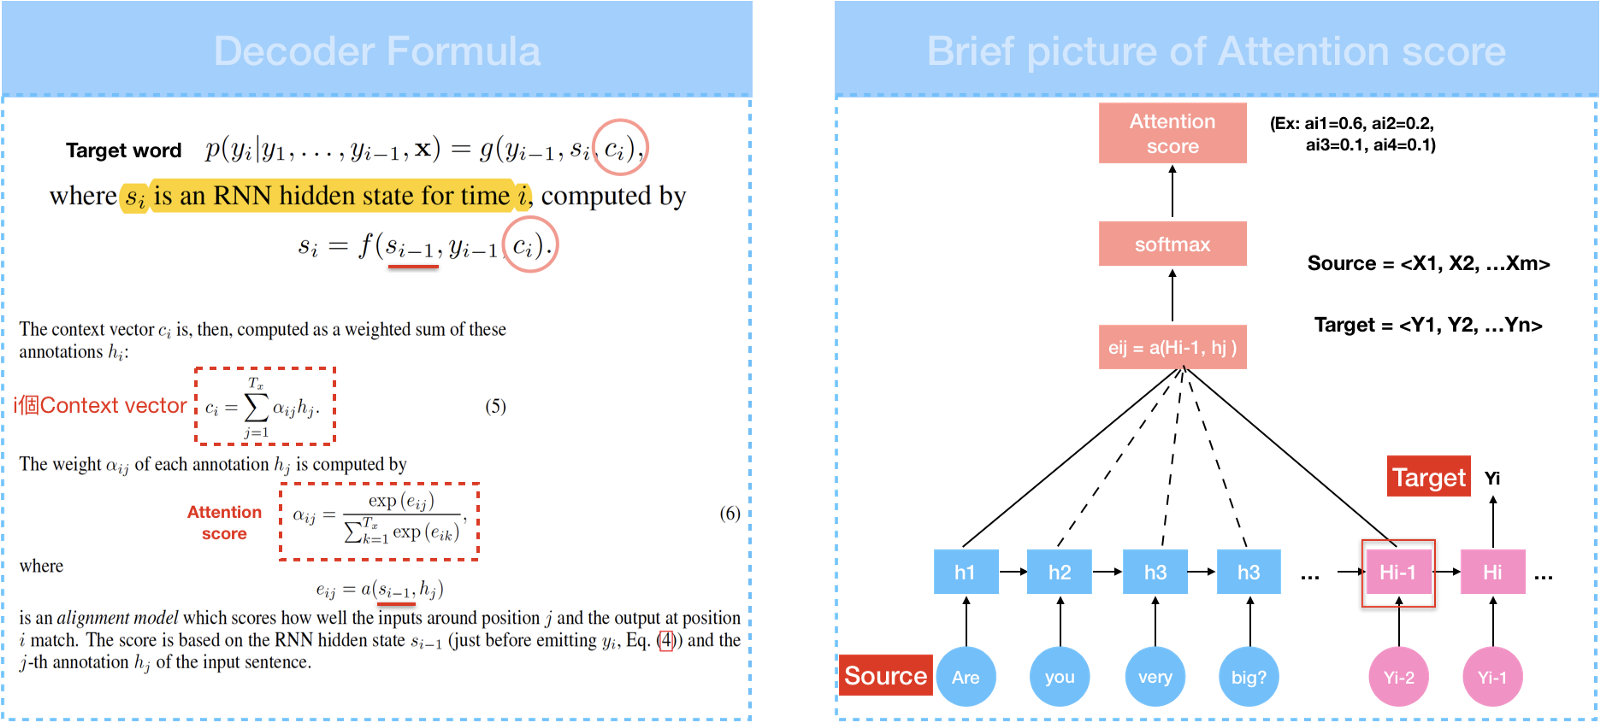 Decoder Formula
Target word p(y_i|y_1, . . . , y_{i−1}, x) = g(y_{i−1}, s_i, c_i),
where s_i is an RNN hidden state for time i, computed by
s_i = f(s_{i−1}, y_{i−1}, c_i).
The context vector c_i is, then, computed as a weighted sum of these
annotations h_i:
i個Context vector c_i = \sum_{j=1}^{T_x} α_{ij}h_j. (5)
The weight α_{ij} of each annotation h_j is computed by
Attention
score
α_{ij} = \frac{exp (e_{ij})}{\sum_{k=1}^{T_x} exp (e_{ik})}, (6)
where
e_{ij} = a(s_{i−1}, h_j)
is an alignment model which scores how well the inputs around position j and the output at position
i match. The score is based on the RNN hidden state s_{i−1} (just before emitting y_i, Eq. (4)) and the
j-th annotation h_j of the input sentence.
Brief picture of Attention score
Attention
score
(Ex: ai1=0.6, ai2=0.2,
ai3=0.1, ai4=0.1)
softmax
Source = <X1, X2, ...Xm>
Target = <Y1, Y2, ...Yn>
eij = a(Hi-1, hj )
Target Yi
h1 h2 h3 h3 ... Hi-1 Hi ...
Source Are you very big? Yi-2 Yi-1